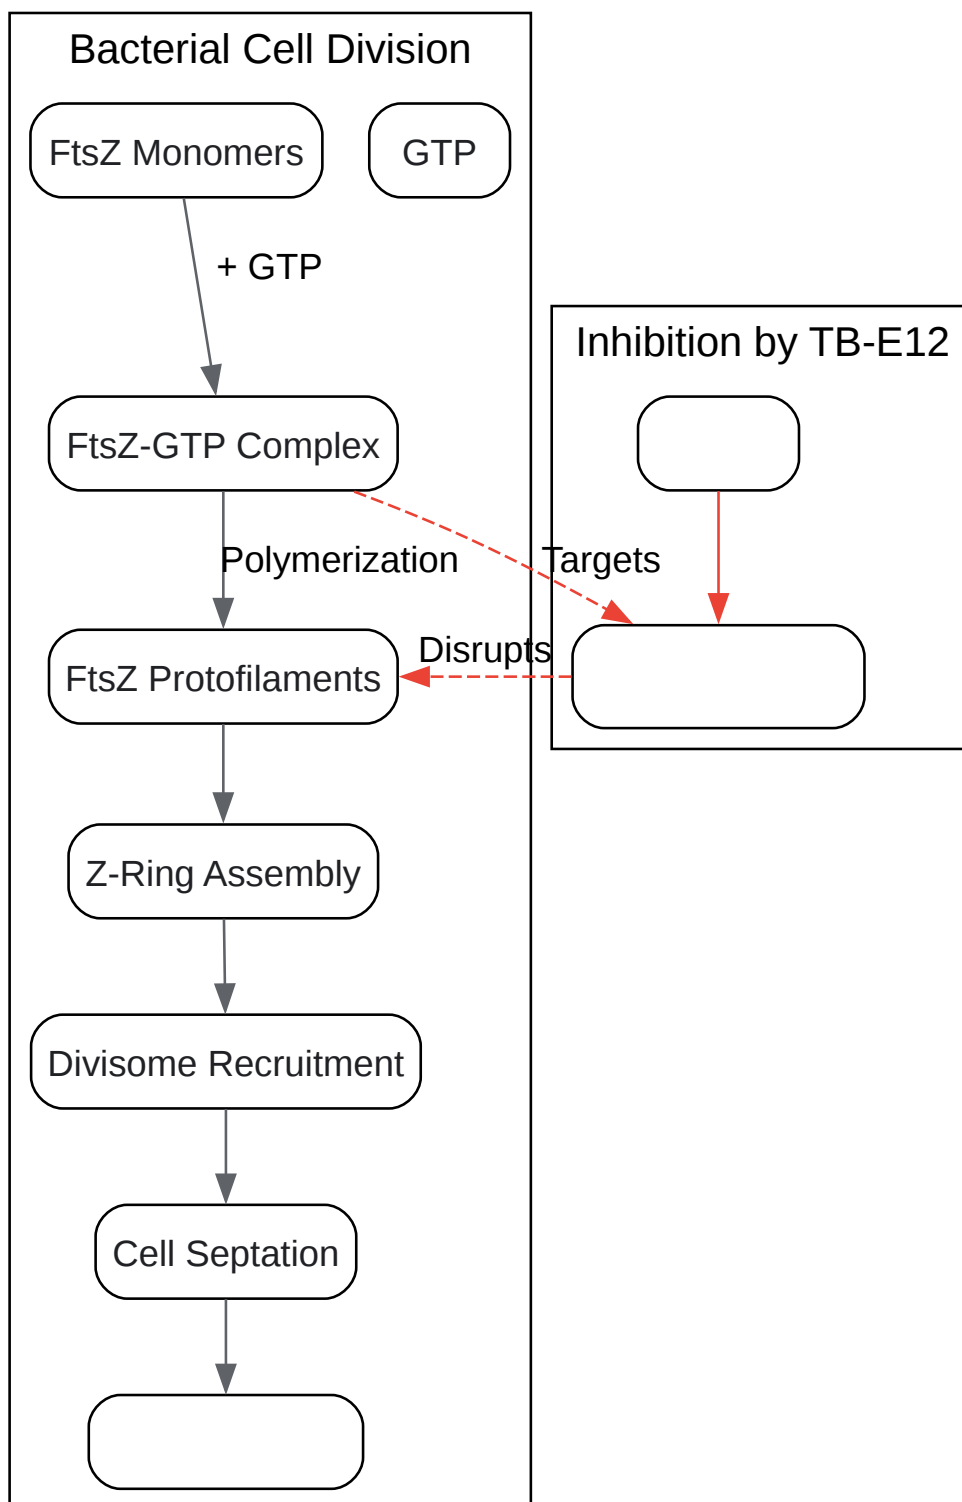 Bacterial Cell Division
FtsZ Monomers
GTP
+ GTP
Inhibition by TB-E12
FtsZ-GTP Complex
Polymerization
Targets
Disrupts
FtsZ Protofilaments
Z-Ring Assembly
Divisome Recruitment
Cell Septation